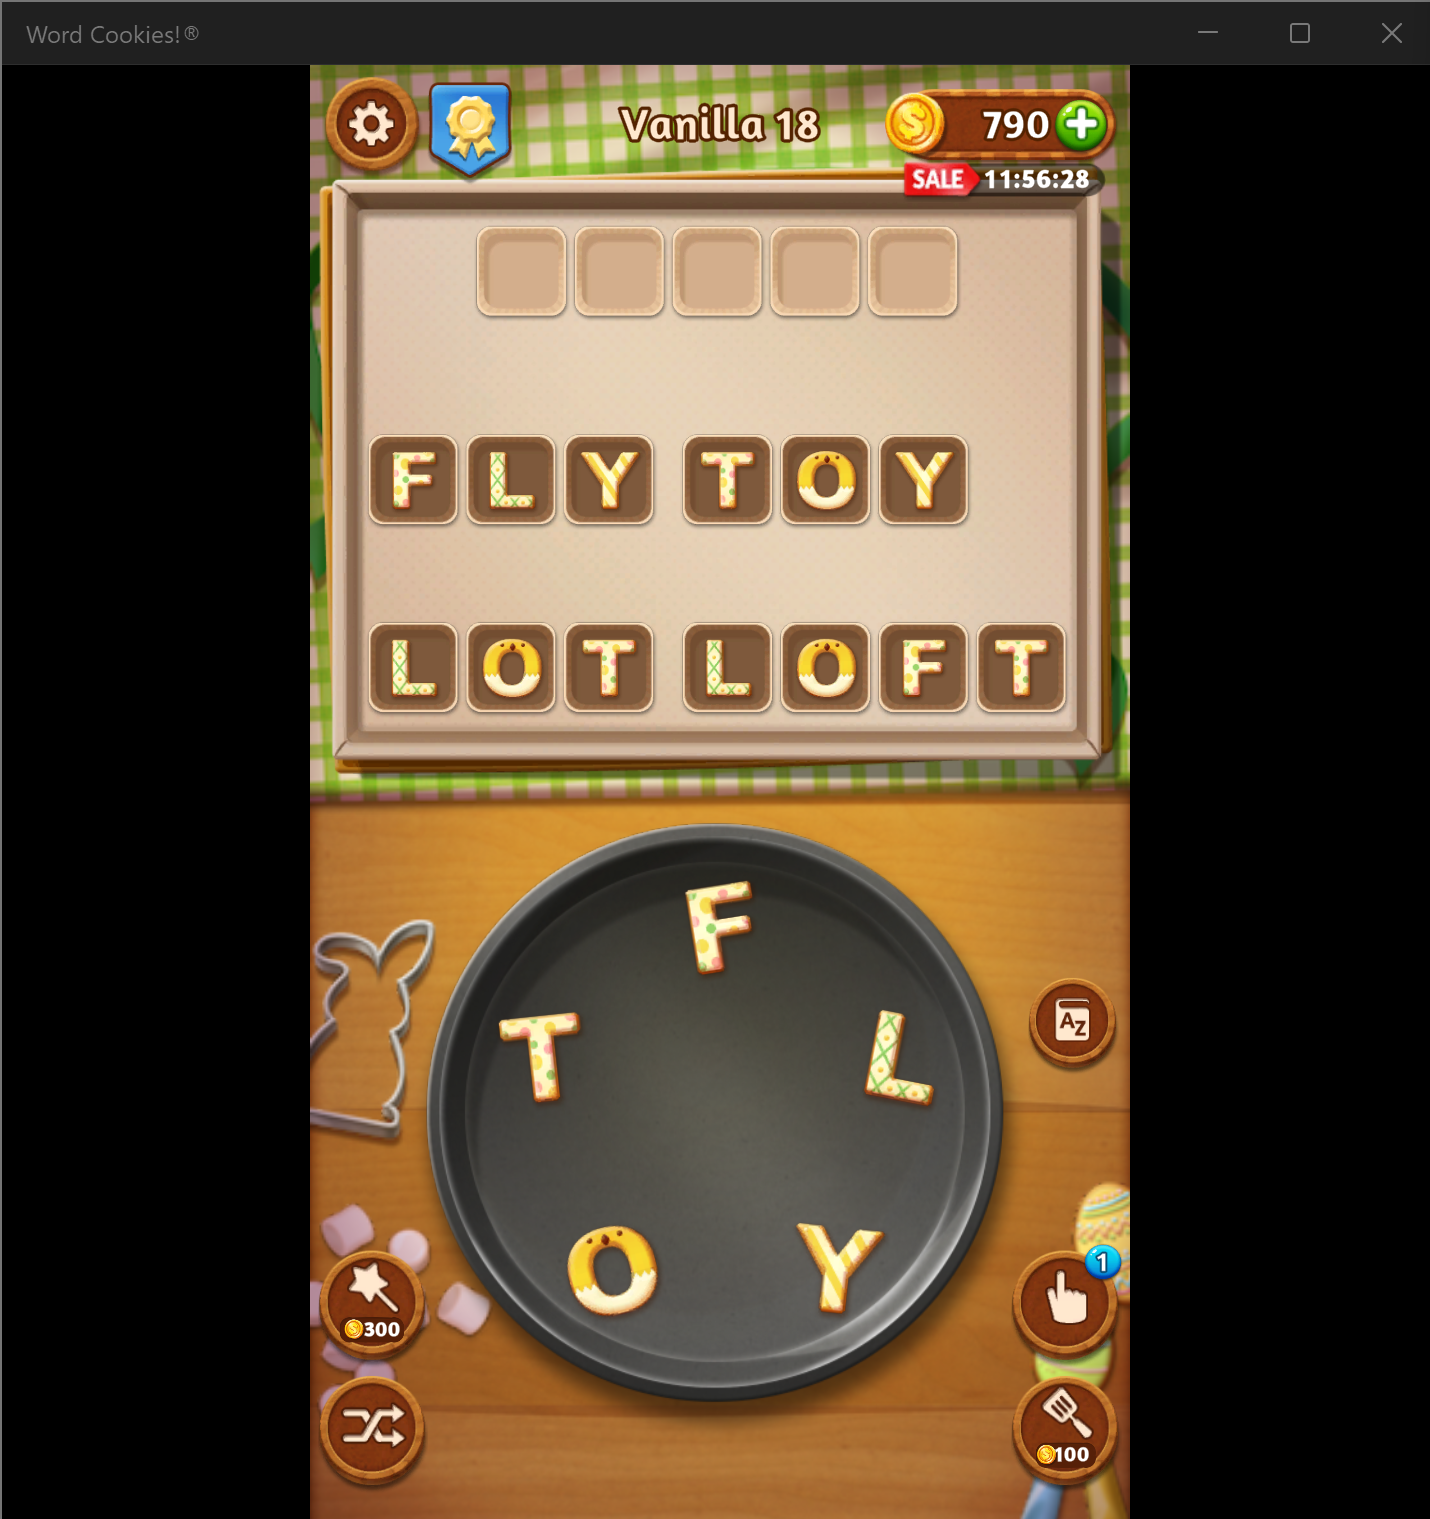 Word Cookies!®
Vanilla 18
790
SALE 11:56:28
FLY TOY
LOT LOFT
F
T L
O Y
AZ
1
300
100